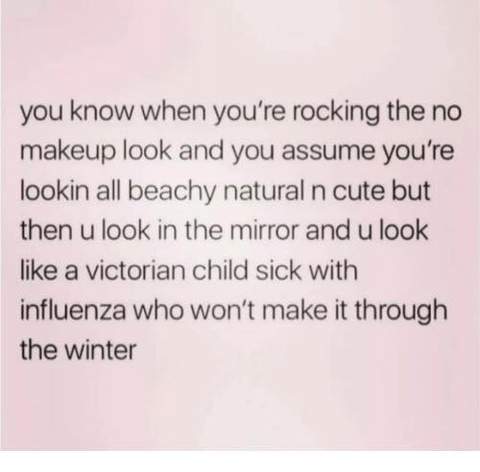 you know when you're rocking the no
makeup look and you assume you're
lookin all beachy natural n cute but
then u look in the mirror and u look
like a victorian child sick with
influenza who won't make it through
the winter